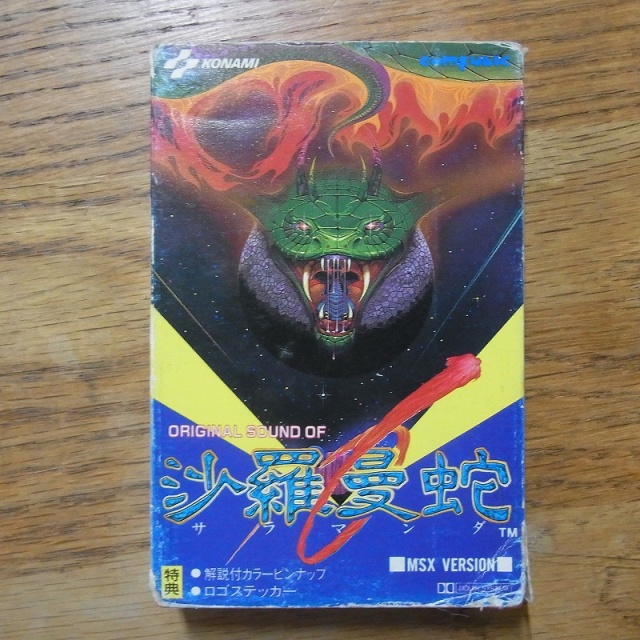 KONAMI
ORIGINAL SOUND OF
沙羅曼蛇
サラマンダ
TM
MSX VERSION
特典
● 解説付カラーピンナップ
● ロゴステッカー